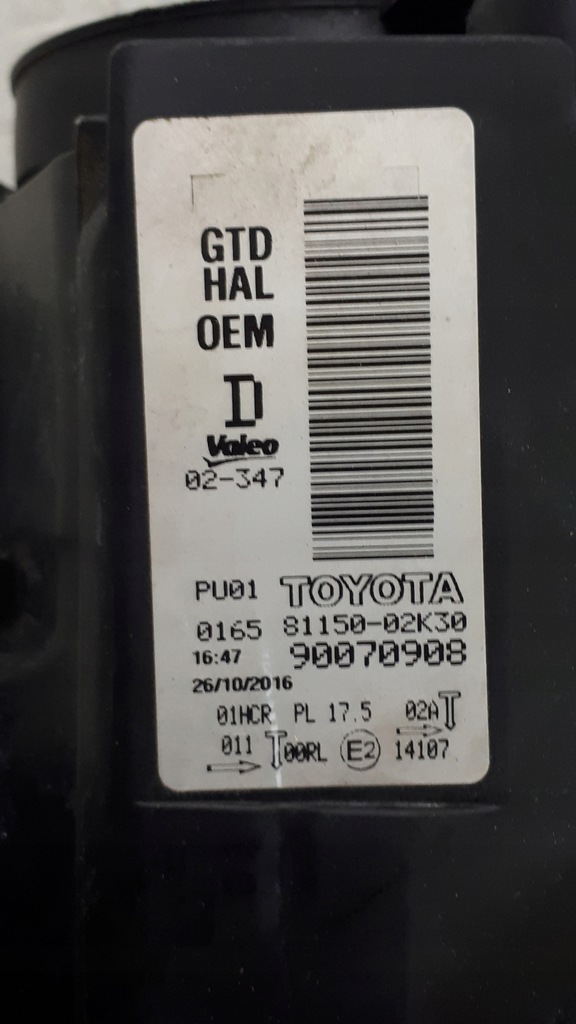 GTD
HAL
OEM
D
Valeo
02-347
PU01 TOYOTA
0165 81150-02K30
16:47 90070908
26/10/2016
01HCR PL 17.5 02A T
011 T 00RL E2 14107